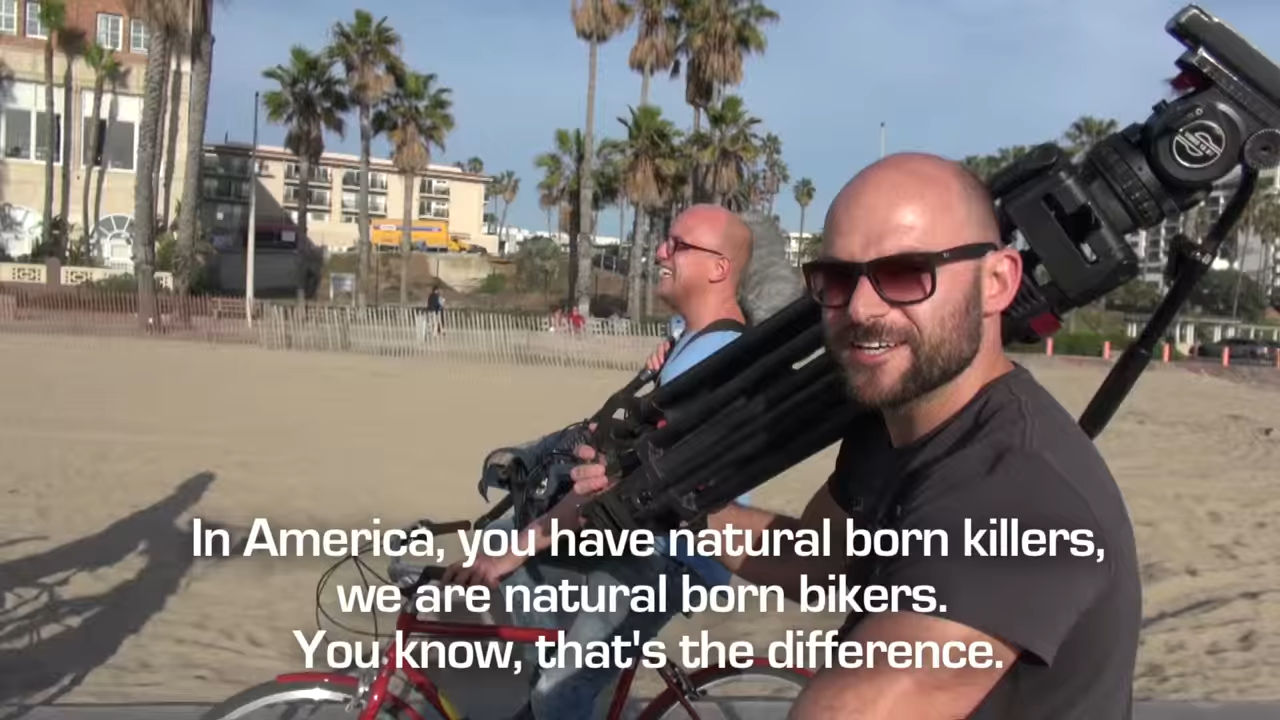 In America, you have natural born killers,
we are natural born bikers.
You know, that's the difference.